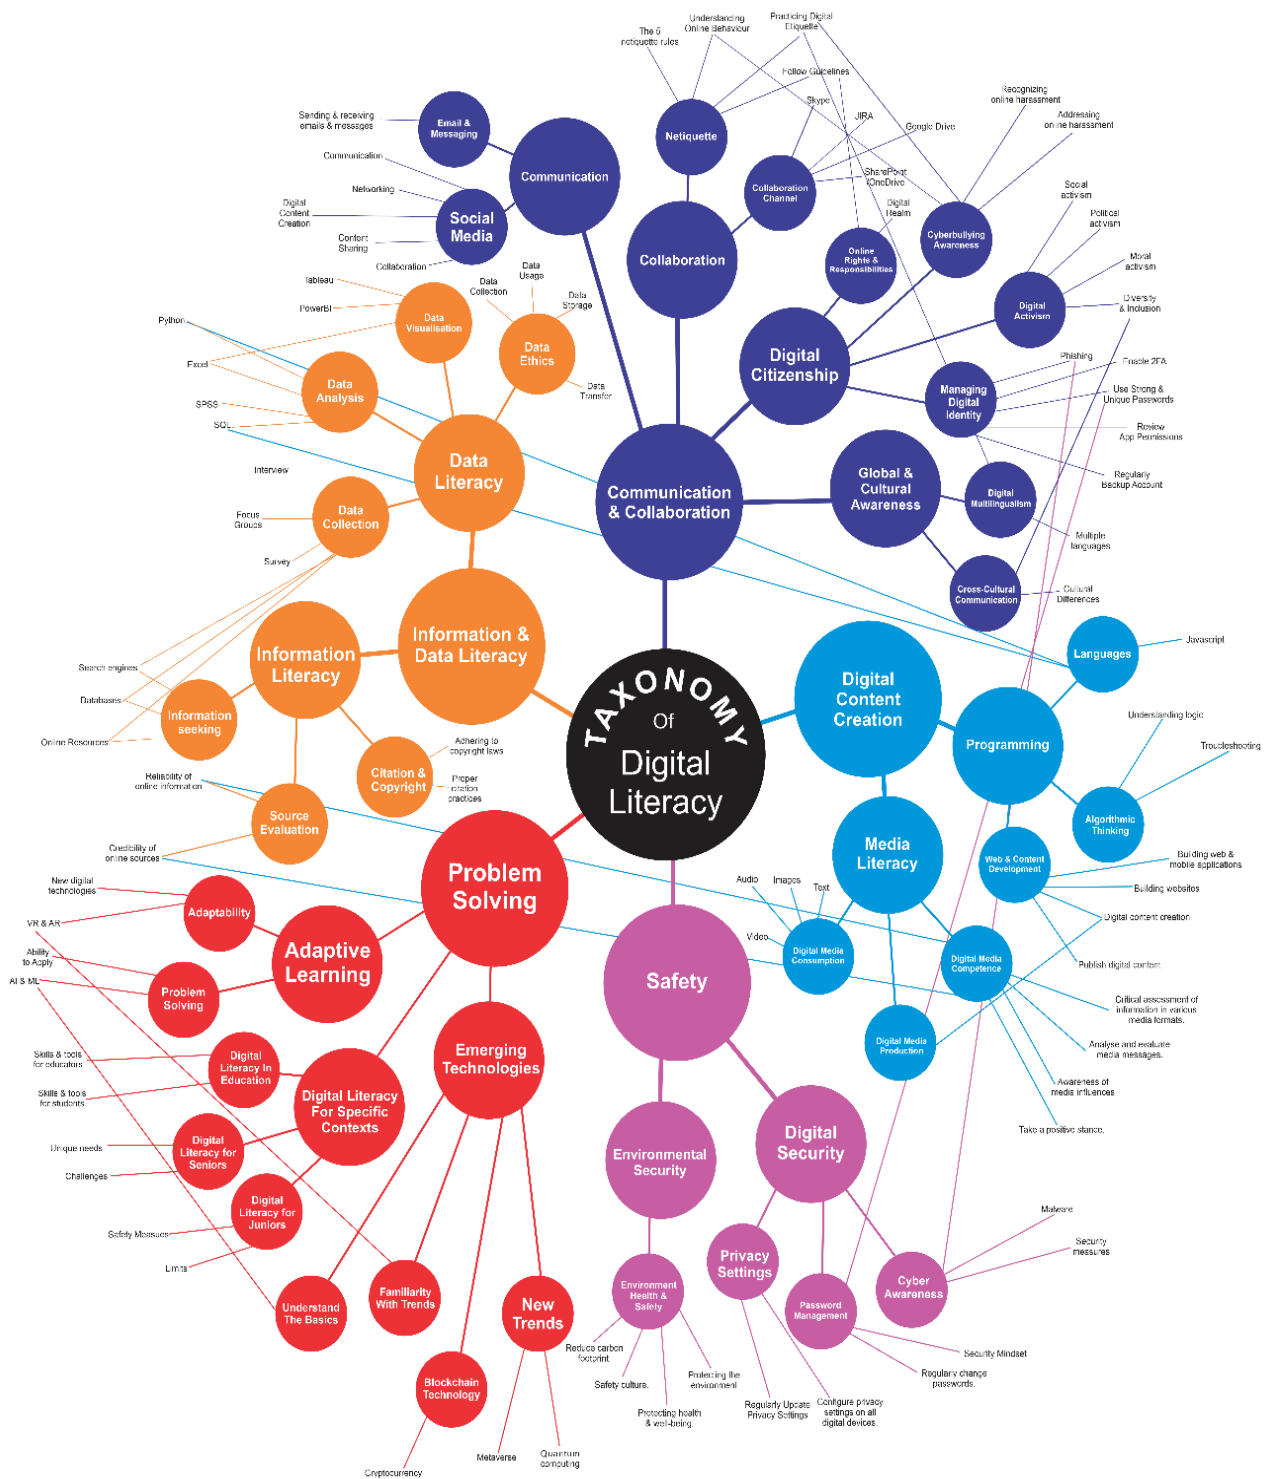 TAXONOMY
Of
Digital
Literacy
Communication
& Collaboration
Communication
Email &
Messaging
Sending & receiving
emails & messages
Social
Media
Communication
Networking
Digital
Content
Creation
Content
Sharing
Collaboration
Collaboration
Netiquette
The 5
netiquette rules
Understanding
Online Behaviour
Practicing Digital
Etiquette
Follow Guidelines
Collaboration
Channel
Skype
JIRA
Google Drive
SharePoint
/OneDrive
Digital
Citizenship
Online
Rights &
Responsibilities
Digital
Realm
Cyberbullying
Awareness
Recognizing
online harassment
Addressing
online harassment
Digital
Activism
Social
activism
Political
activism
Moral
activism
Diversity
& Inclusion
Managing
Digital
Identity
Phishing
Enable 2FA
Use Strong &
Unique Passwords
Review
App Permissions
Regularly
Backup Account
Global &
Cultural
Awareness
Digital
Multilingualism
Multiple
languages
Cross-Cultural
Communication
Cultural
Differences
Information &
Data Literacy
Data
Literacy
Data
Visualisation
Tableau
PowerBI
Data
Ethics
Data
Collection
Data
Usage
Data
Storage
Data
Transfer
Data
Analysis
Python
Excel
SPSS
SQL
Data
Collection
Interview
Focus
Groups
Survey
Information
Literacy
Information
seeking
Search engines
Databases
Online Resources
Citation &
Copyright
Adhering to
copyright laws
Proper
citation
practices
Source
Evaluation
Reliability of
online information
Credibility of
online sources
Digital
Content
Creation
Programming
Languages
Javascript
Algorithmic
Thinking
Understanding logic
Troubleshooting
Web & Content
Development
Building web &
mobile applications
Building websites
Digital content creation
Publish digital content
Media
Literacy
Digital Media
Consumption
Audio
Images
Text
Video
Digital Media
Competence
Critical assessment of
information in various
media formats.
Analyse and evaluate
media messages.
Awareness of
media influences
Take a positive stance.
Digital Media
Production
Problem
Solving
Adaptive
Learning
Adaptability
New digital
technologies
VR & AR
Problem
Solving
Ability
to Apply
AI & ML
Digital Literacy
For Specific
Contexts
Digital
Literacy In
Education
Skills & tools
for educators
Skills & tools
for students
Digital
Literacy for
Seniors
Unique needs
Challenges
Digital
Literacy for
Juniors
Safety Measues
Limits
Emerging
Technologies
Understand
The Basics
Familiarity
With Trends
Blockchain
Technology
Cryptocurrency
New
Trends
Metaverse
Quantum
computing
Safety
Environmental
Security
Environment
Health &
Safety
Reduce carbon
footprint.
Safety culture.
Protecting health
& well-being.
Protecting the
environment
Digital
Security
Privacy
Settings
Regularly Update
Privacy Settings
Configure privacy
settings on all
digital devices.
Password
Management
Security Mindset
Regularly change
passwords.
Cyber
Awareness
Malware
Security
measures